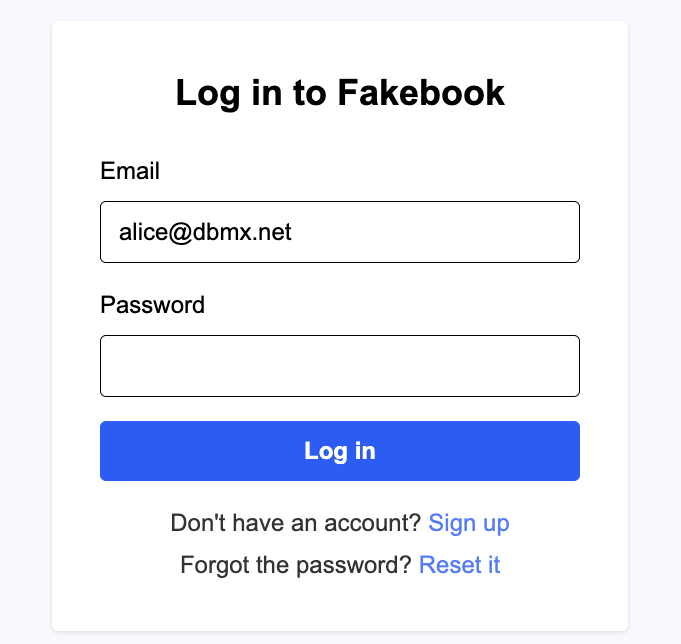 Log in to Fakebook
Email
alice@dbmx.net
Password
Log in
Don't have an account? Sign up
Forgot the password? Reset it